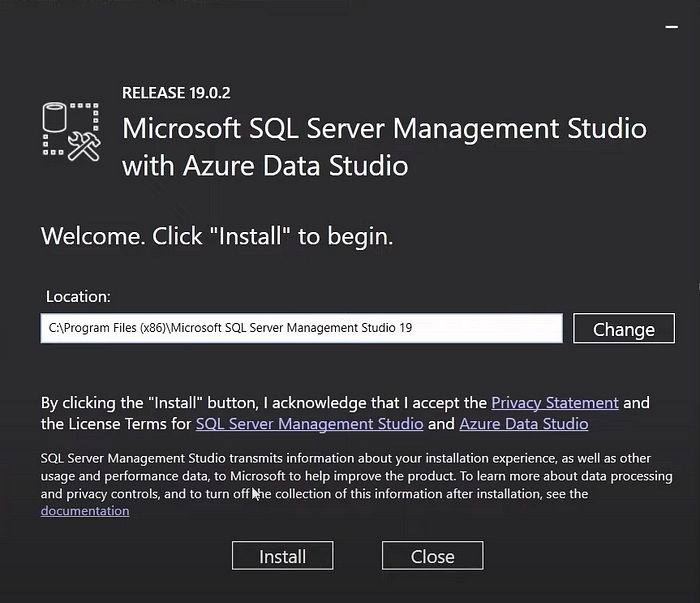 RELEASE 19.0.2
Microsoft SQL Server Management Studio
with Azure Data Studio
Welcome. Click "Install" to begin.
Location:
C:\Program Files (x86)\Microsoft SQL Server Management Studio 19
Change
By clicking the "Install" button, I acknowledge that I accept the Privacy Statement and
the License Terms for SQL Server Management Studio and Azure Data Studio
SQL Server Management Studio transmits information about your installation experience, as well as other
usage and performance data, to Microsoft to help improve the product. To learn more about data processing
and privacy controls, and to turn off the collection of this information after installation, see the
documentation
Install
Close